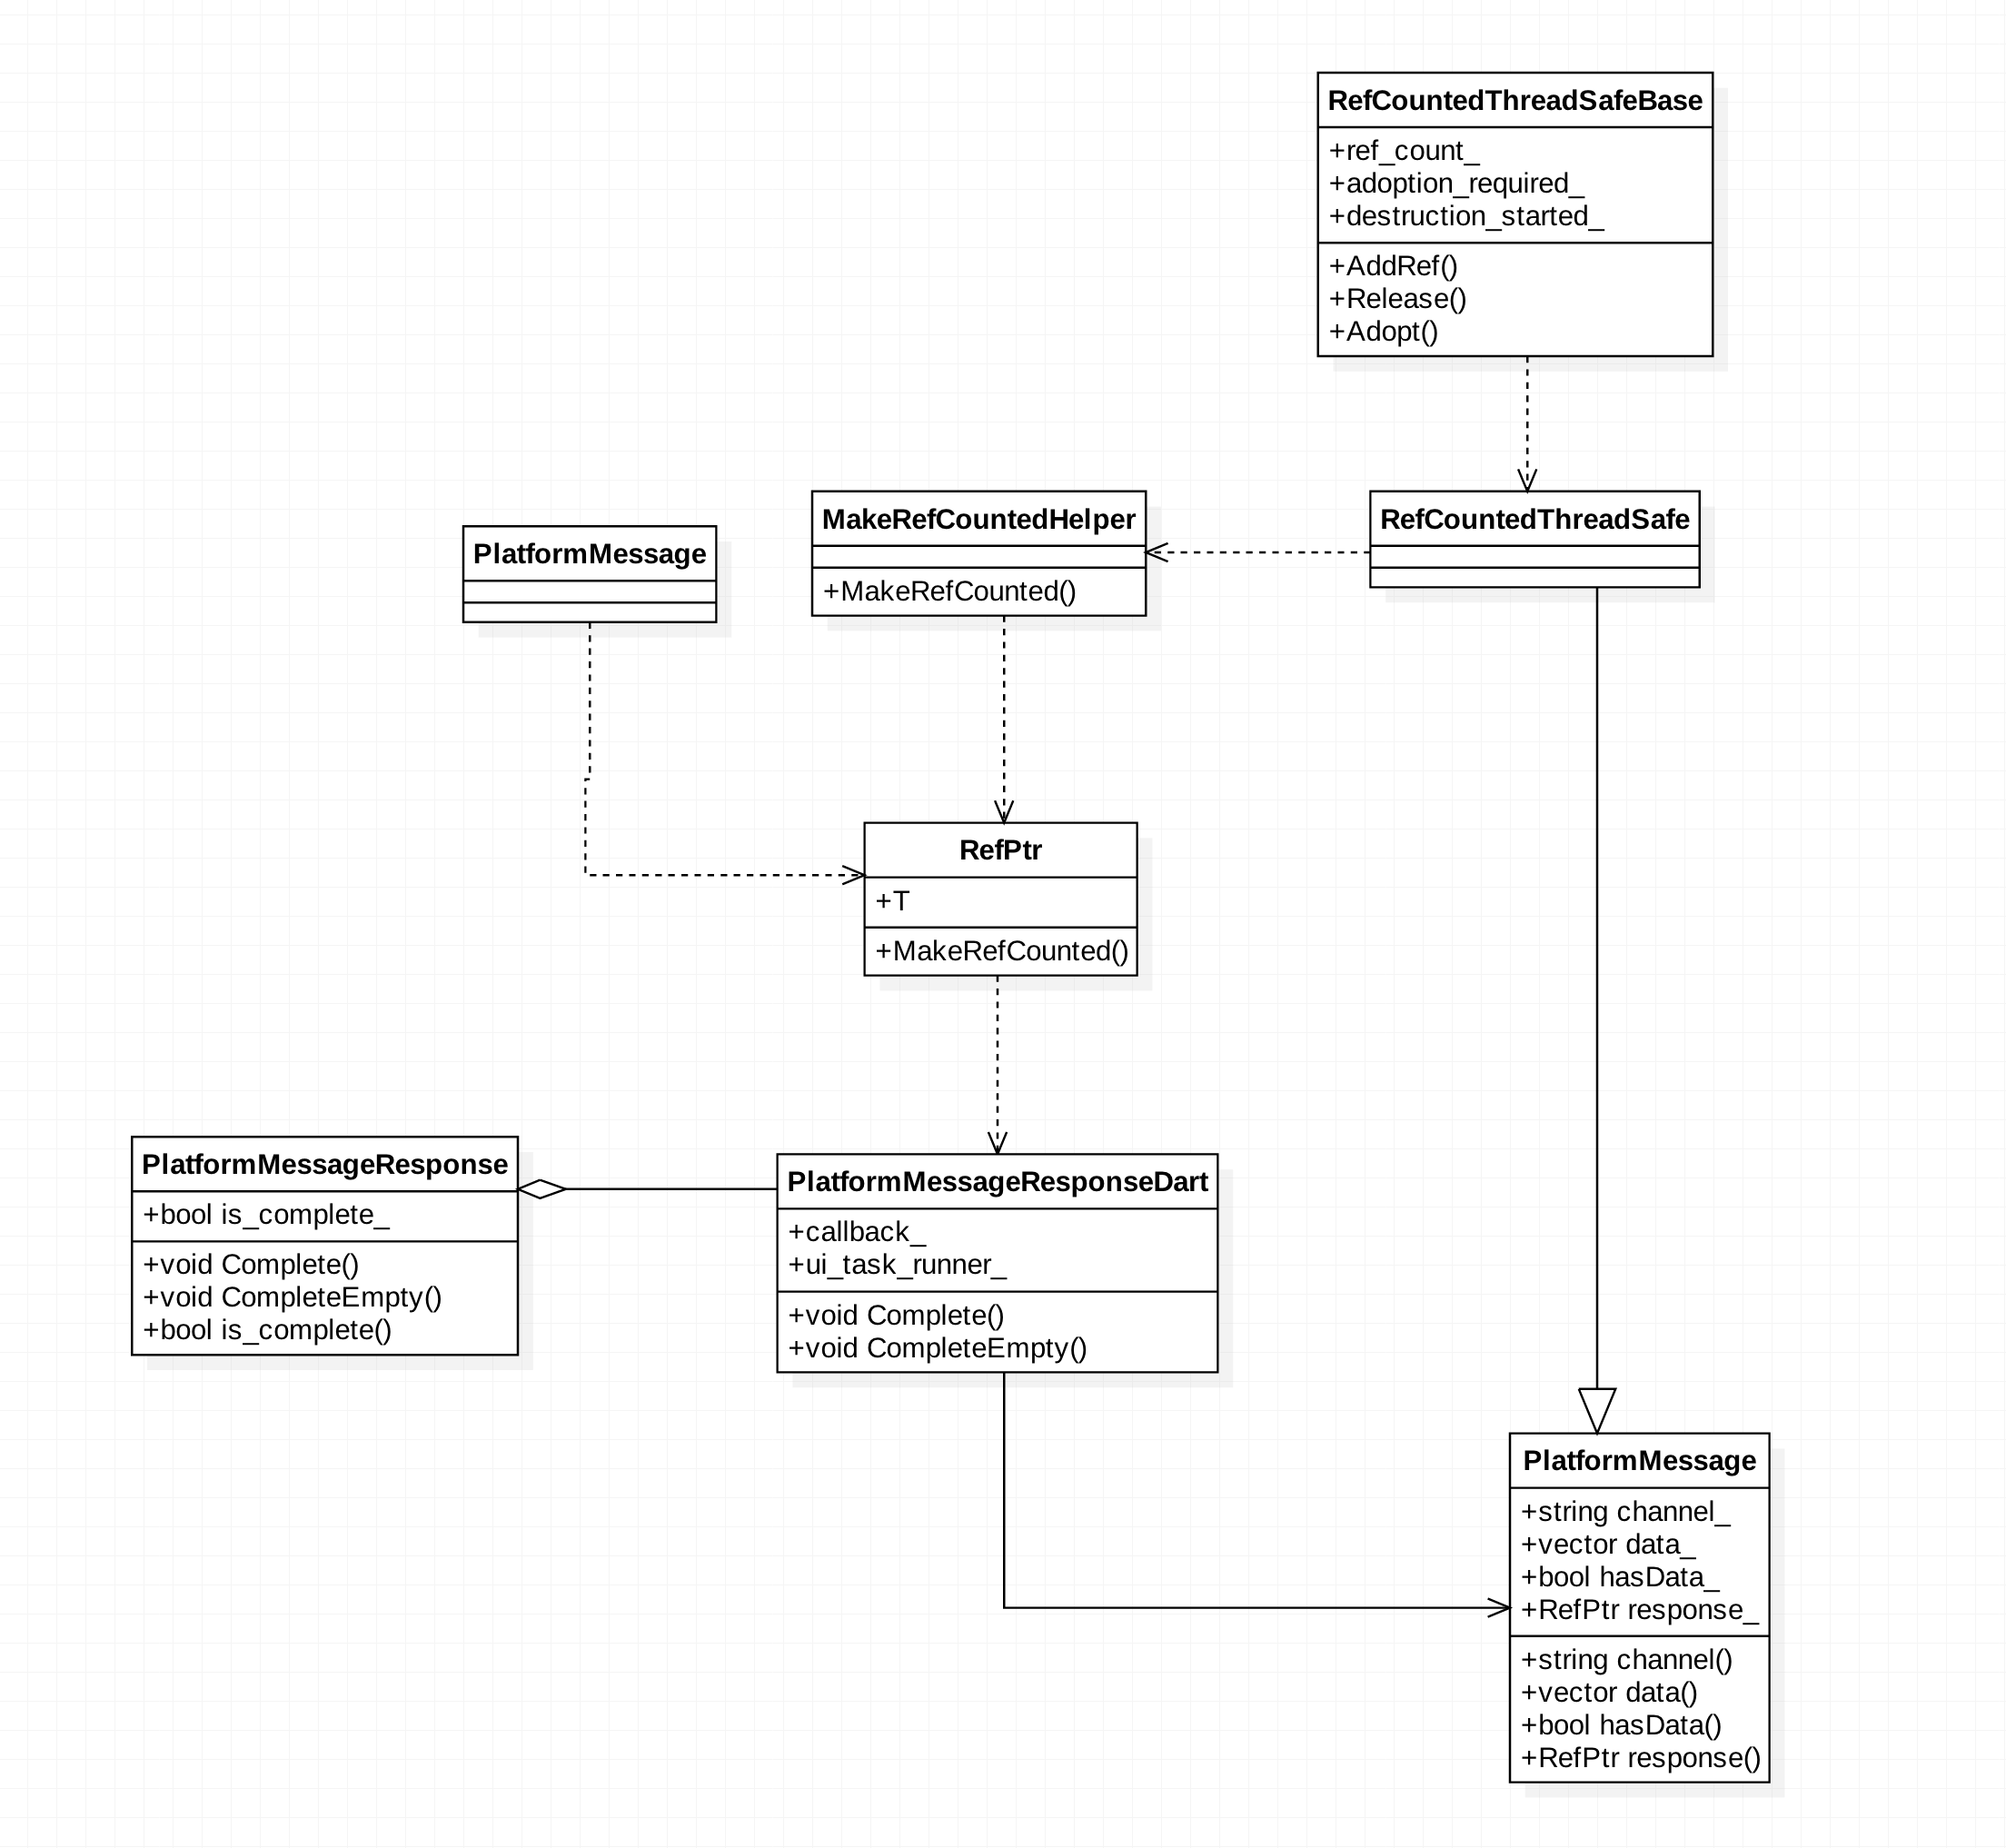 RefCountedThreadSafeBase
+ref_count_
+adoption_required_
+destruction_started_
+AddRef()
+Release()
+Adopt()
PlatformMessage
MakeRefCountedHelper
+MakeRefCounted()
RefCountedThreadSafe
RefPtr
+T
+MakeRefCounted()
PlatformMessageResponse
+bool is_complete_
+void Complete()
+void CompleteEmpty()
+bool is_complete()
PlatformMessageResponseDart
+callback_
+ui_task_runner_
+void Complete()
+void CompleteEmpty()
PlatformMessage
+string channel_
+vector data_
+bool hasData_
+RefPtr response_
+string channel()
+vector data()
+bool hasData()
+RefPtr response()